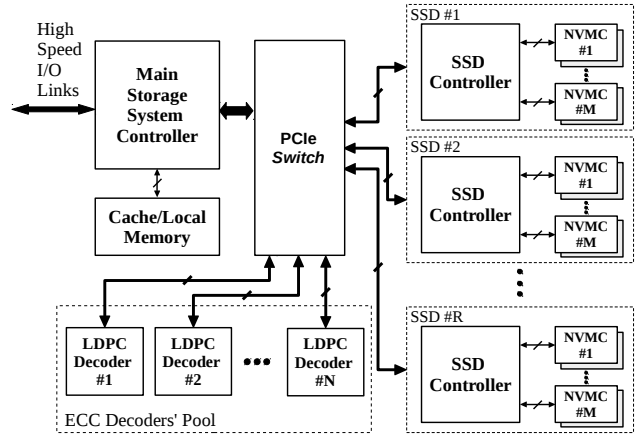 High
Speed
I/O
Links
Main
Storage
System
Controller
Cache/Local
Memory
PCIe
Switch
SSD #1
SSD
Controller
NVMC
#1
NVMC
#M
SSD #2
SSD
Controller
NVMC
#1
NVMC
#M
SSD #R
SSD
Controller
NVMC
#1
NVMC
#M
LDPC
Decoder
#1
LDPC
Decoder
#2
LDPC
Decoder
#N
ECC Decoders' Pool